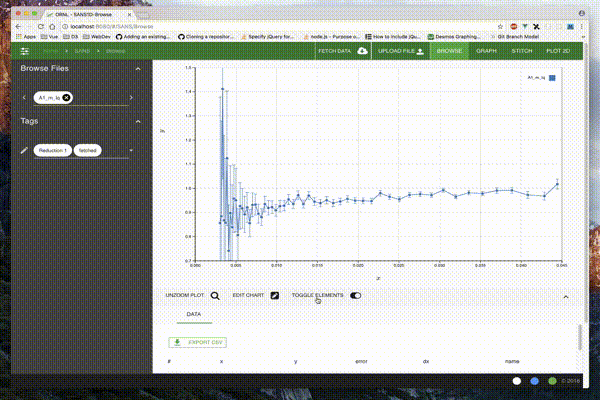 ORNL - SANS/1D-Browse
localhost:8080/#/SANS/Browse
Apps Vue D3 WebDev Adding an existing... Cloning a repositor... Specify jQuery for... node.js - Purpose o... How to include jQu... Desmos Graphing... DX Branch Model
Home SANS Browse FETCH DATA UPLOAD FILE BROWSE GRAPH STITCH PLOT 2D
Browse Files
A1_m_Iq
Tags
Reduction 1 fetched
A1_m_Iq
1.5
1.4
1.3
1.2
1.1
1.0
0.9
0.8
0.7
0.000 0.005 0.010 0.015 0.020 0.025 0.030 0.035 0.040 0.045
UNZOOM PLOT EDIT CHART TOGGLE ELEMENTS
DATA
EXPORT CSV
# x y error dx name